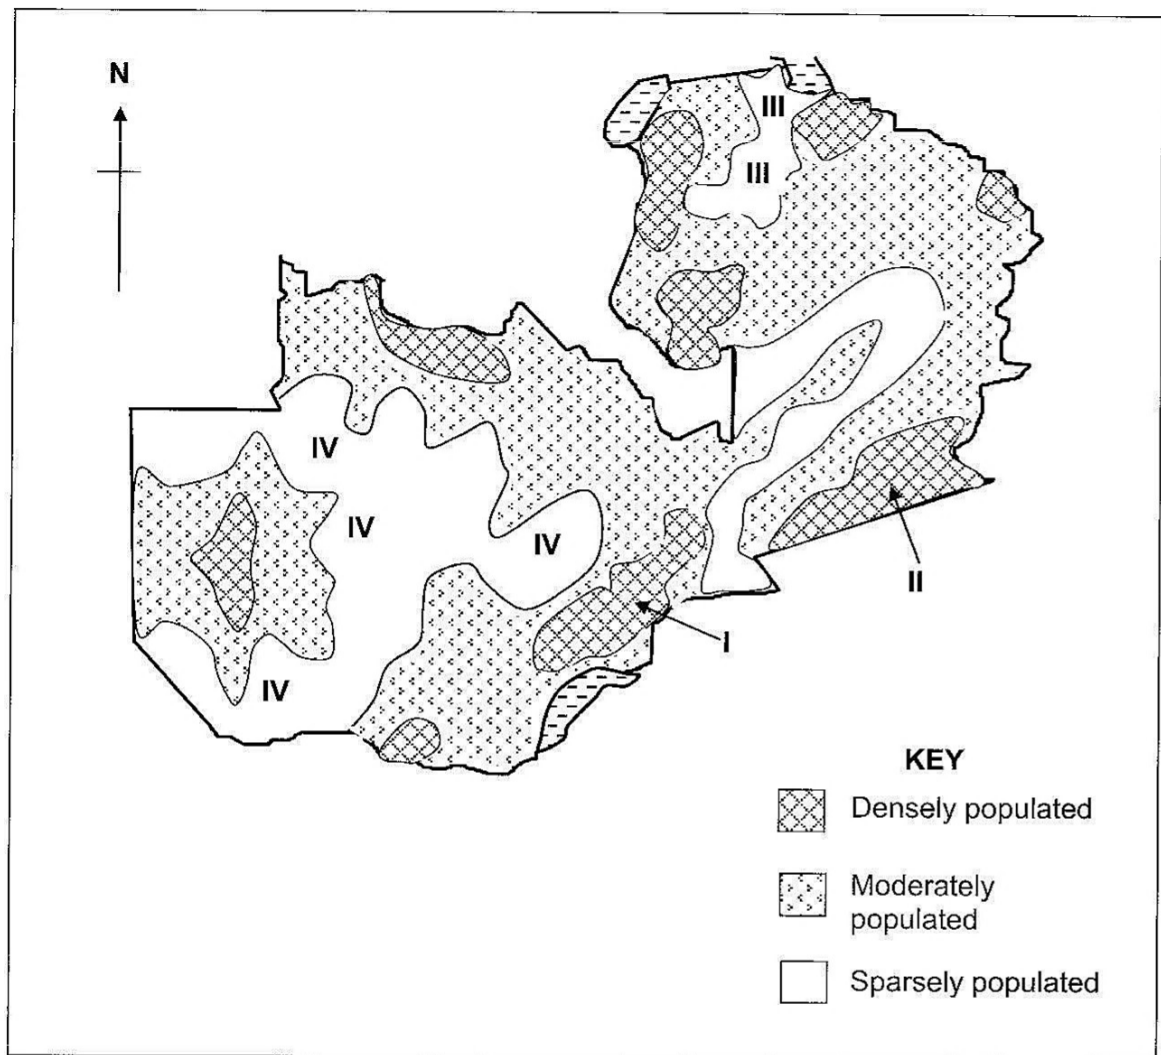 N
III
III
IV
IV
IV
II
I
IV
KEY
Densely populated
Moderately
populated
Sparsely populated